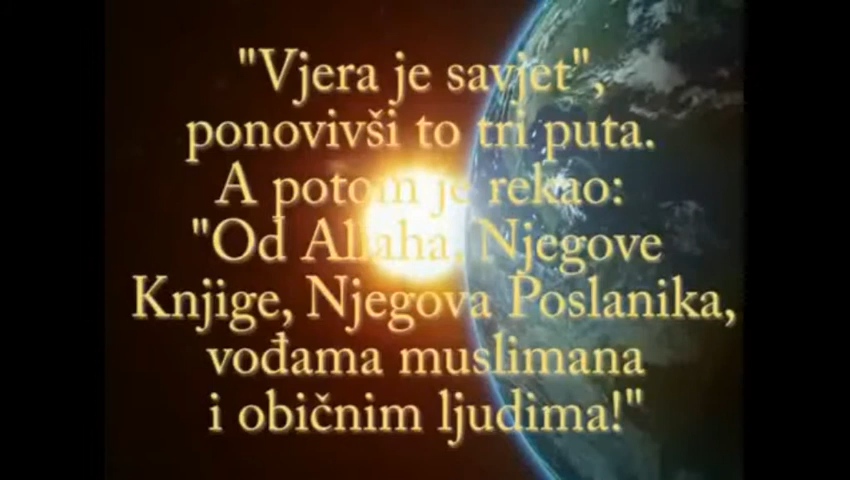 "Vjera je savjet",
ponovivši to tri puta.
A potom je rekao:
"Od Allaha, Njegove
Knjige, Njegova Poslanika,
vođama muslimana
i običnim ljudima!"